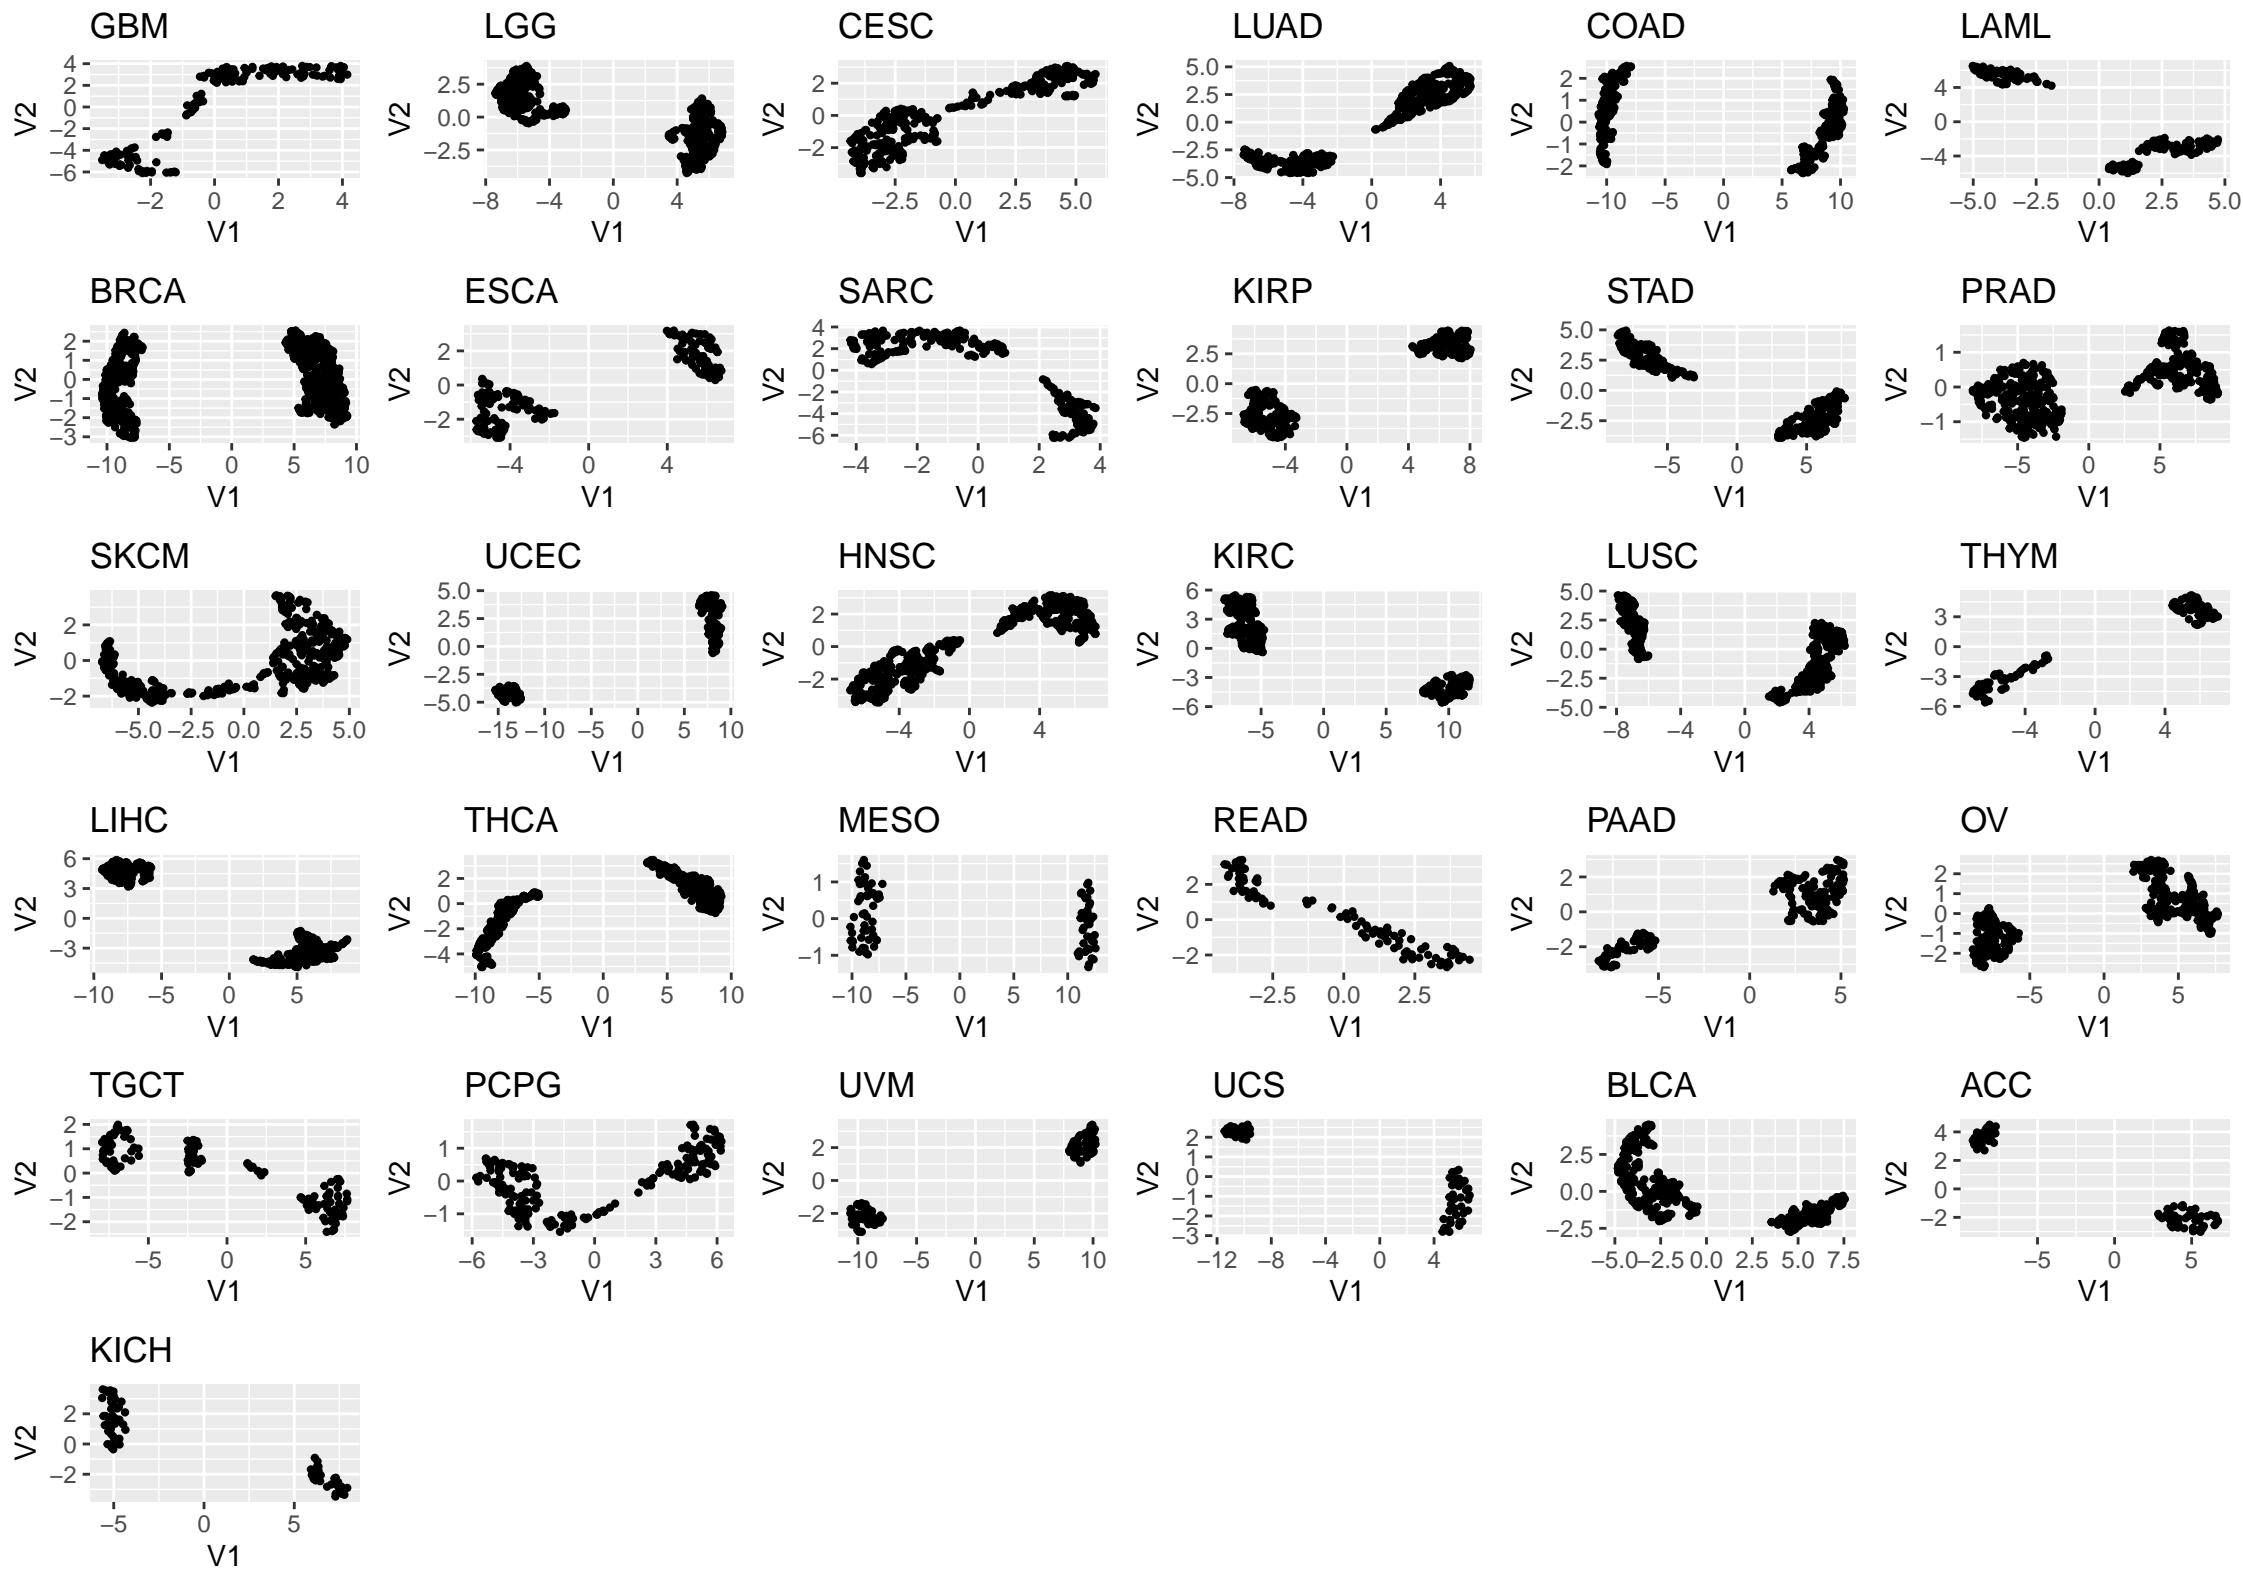 GBM
V2
4
2
0
−2
−4
−6
−2 0 2 4
V1
LGG
V2
2.5
0.0
−2.5
−8 −4 0 4
V1
CESC
V2
2
0
−2
−2.5 0.0 2.5 5.0
V1
LUAD
V2
5.0
2.5
0.0
−2.5
−5.0
−8 −4 0 4
V1
COAD
V2
2
1
0
−1
−2
−10 −5 0 5 10
V1
LAML
V2
4
0
−4
−5.0 −2.5 0.0 2.5 5.0
V1
BRCA
V2
2
1
0
−1
−2
−3
−10 −5 0 5 10
V1
ESCA
V2
2
0
−2
−4 0 4
V1
SARC
V2
4
2
0
−2
−4
−6
−4 −2 0 2 4
V1
KIRP
V2
2.5
0.0
−2.5
−4 0 4 8
V1
STAD
V2
5.0
2.5
0.0
−2.5
−5 0 5
V1
PRAD
V2
1
0
−1
−5 0 5
V1
SKCM
V2
2
0
−2
−5.0 −2.5 0.0 2.5 5.0
V1
UCEC
V2
5.0
2.5
0.0
−2.5
−5.0
−15 −10 −5 0 5 10
V1
HNSC
V2
2
0
−2
−4 0 4
V1
KIRC
V2
6
3
0
−3
−6
−5 0 5 10
V1
LUSC
V2
5.0
2.5
0.0
−2.5
−5.0
−8 −4 0 4
V1
THYM
V2
3
0
−3
−6
−4 0 4
V1
LIHC
V2
6
3
0
−3
−10 −5 0 5
V1
THCA
V2
2
0
−2
−4
−10 −5 0 5 10
V1
MESO
V2
1
0
−1
−10 −5 0 5 10
V1
READ
V2
2
0
−2
−2.5 0.0 2.5
V1
PAAD
V2
2
0
−2
−5 0 5
V1
OV
V2
2
1
0
−1
−2
−5 0 5
V1
TGCT
V2
2
1
0
−1
−2
−5 0 5
V1
PCPG
V2
1
0
−1
−6 −3 0 3 6
V1
UVM
V2
2
0
−2
−10 −5 0 5 10
V1
UCS
V2
2
1
0
−1
−2
−3
−12 −8 −4 0 4
V1
BLCA
V2
2.5
0.0
−2.5
−5.0 −2.5 0.0 2.5 5.0 7.5
V1
ACC
V2
4
2
0
−2
−5 0 5
V1
KICH
V2
2
0
−2
−5 0 5
V1